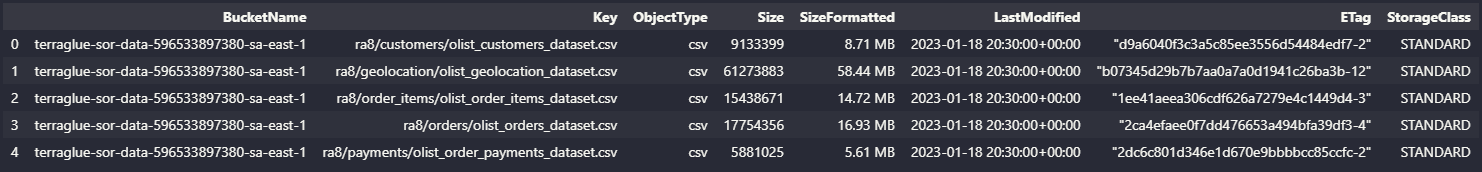 BucketName Key ObjectType Size SizeFormatted LastModified ETag StorageClass
0 terraglue-sor-data-596533897380-sa-east-1 ra8/customers/olist_customers_dataset.csv csv 9133399 8.71 MB 2023-01-18 20:30:00+00:00 "d9a6040f3c3a5c85ee3556d54484edf7-2" STANDARD
1 terraglue-sor-data-596533897380-sa-east-1 ra8/geolocation/olist_geolocation_dataset.csv csv 61273883 58.44 MB 2023-01-18 20:30:00+00:00 "b07345d29b7b7aa0a7a0d1941c26ba3b-12" STANDARD
2 terraglue-sor-data-596533897380-sa-east-1 ra8/order_items/olist_order_items_dataset.csv csv 15438671 14.72 MB 2023-01-18 20:30:00+00:00 "1ee41aeea306cdf626a7279e4c1449d4-3" STANDARD
3 terraglue-sor-data-596533897380-sa-east-1 ra8/orders/olist_orders_dataset.csv csv 17754356 16.93 MB 2023-01-18 20:30:00+00:00 "2ca4efaee0f7dd476653a494bfa39df3-4" STANDARD
4 terraglue-sor-data-596533897380-sa-east-1 ra8/payments/olist_order_payments_dataset.csv csv 5881025 5.61 MB 2023-01-18 20:30:00+00:00 "2dc6c801d346e1d670e9bbbbcc85ccfc-2" STANDARD